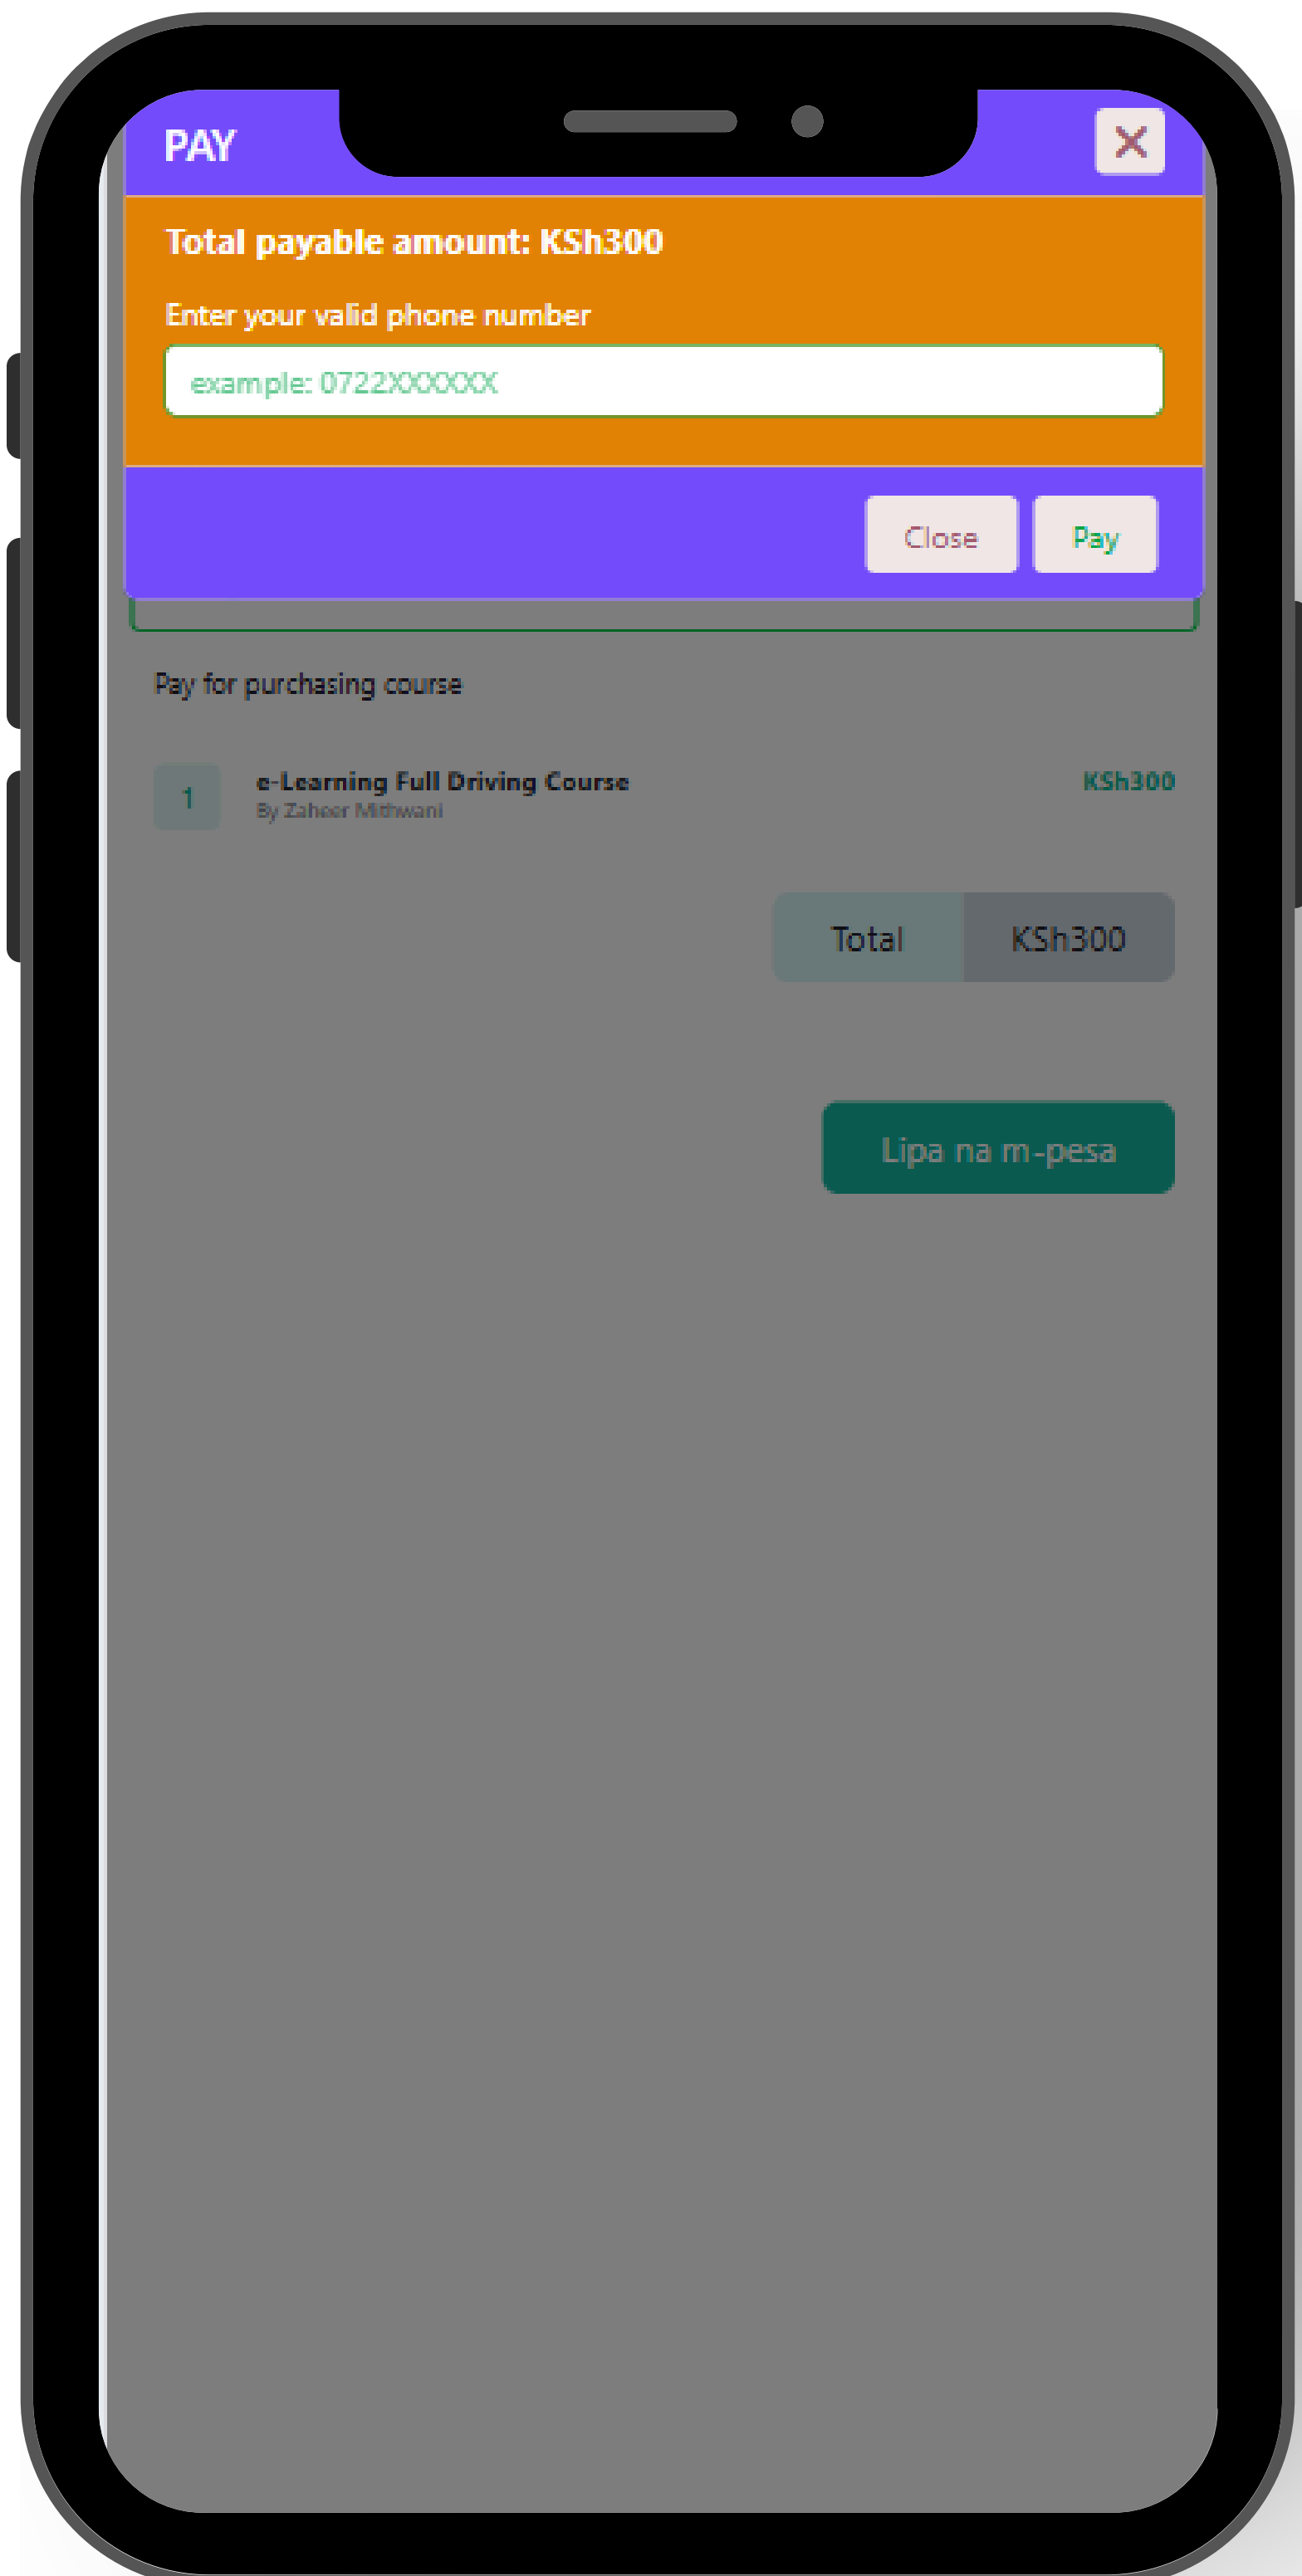 PAY
Total payable amount: KSh300
Enter your valid phone number
example: 0722XXXXXX
Close Pay
Pay for purchasing course
1 e-Learning Full Driving Course KSh300
By Zaheer Mithwani
Total KSh300
Lipa na m-pesa